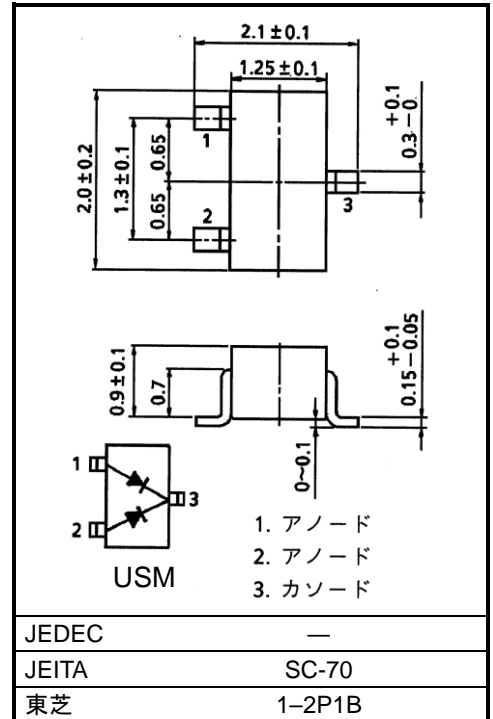 2.1±0.1
1.25±0.1
2.0±0.2
1.3±0.1
0.65
0.65
1
2
3
+0.1
0.3−0
0.9±0.1
0.7
+0.1
0.15−0.05
0~0.1
1
2
3
USM
1. アノード
2. アノード
3. カソード
JEDEC —
JEITA SC-70
東芝 1–2P1B